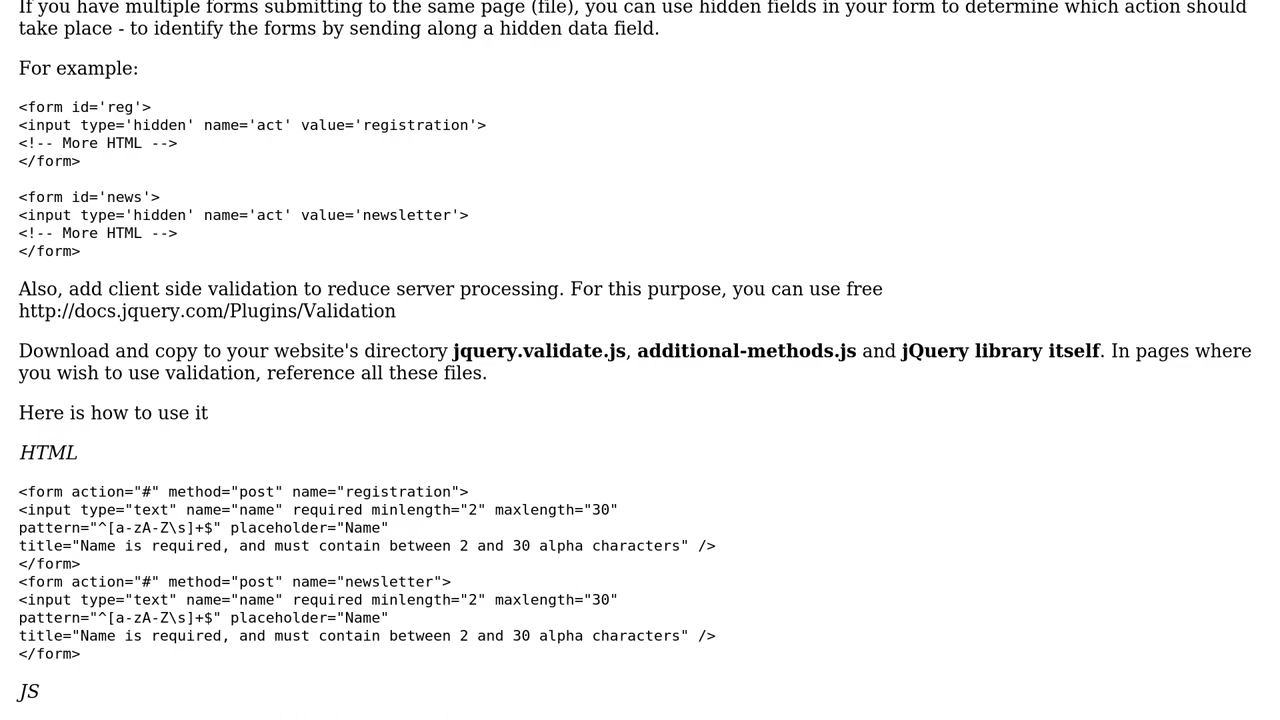 If you have multiple forms submitting to the same page (file), you can use hidden fields in your form to determine which action should
take place - to identify the forms by sending along a hidden data field.
For example:
<form id='reg'>
<input type='hidden' name='act' value='registration'>
<!-- More HTML -->
</form>
<form id='news'>
<input type='hidden' name='act' value='newsletter'>
<!-- More HTML -->
</form>
Also, add client side validation to reduce server processing. For this purpose, you can use free
http://docs.jquery.com/Plugins/Validation
Download and copy to your website's directory jquery.validate.js, additional-methods.js and jQuery library itself. In pages where
you wish to use validation, reference all these files.
Here is how to use it
HTML
<form action="#" method="post" name="registration">
<input type="text" name="name" required minlength="2" maxlength="30"
pattern="^[a-zA-Z\s]+$" placeholder="Name"
title="Name is required, and must contain between 2 and 30 alpha characters" />
</form>
<form action="#" method="post" name="newsletter">
<input type="text" name="name" required minlength="2" maxlength="30"
pattern="^[a-zA-Z\s]+$" placeholder="Name"
title="Name is required, and must contain between 2 and 30 alpha characters" />
</form>
JS